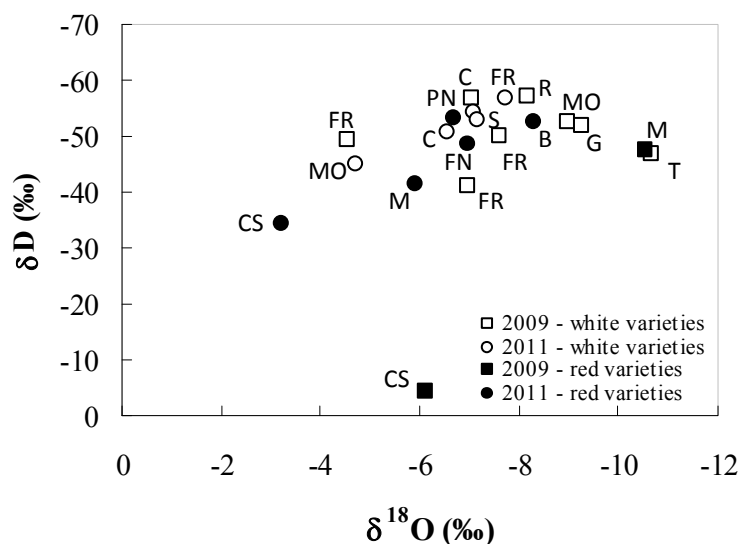 -70
-60
-50
-40
-30
-20
-10
0
δD (‰)
C
FR
R
PN
MO
FR
S
M
C
B
G
MO
FN
FR
T
M
FR
CS
CS
2009 - white varieties
2011 - white varieties
2009 - red varieties
2011 - red varieties
0 -2 -4 -6 -8 -10 -12
δ¹⁸O (‰)